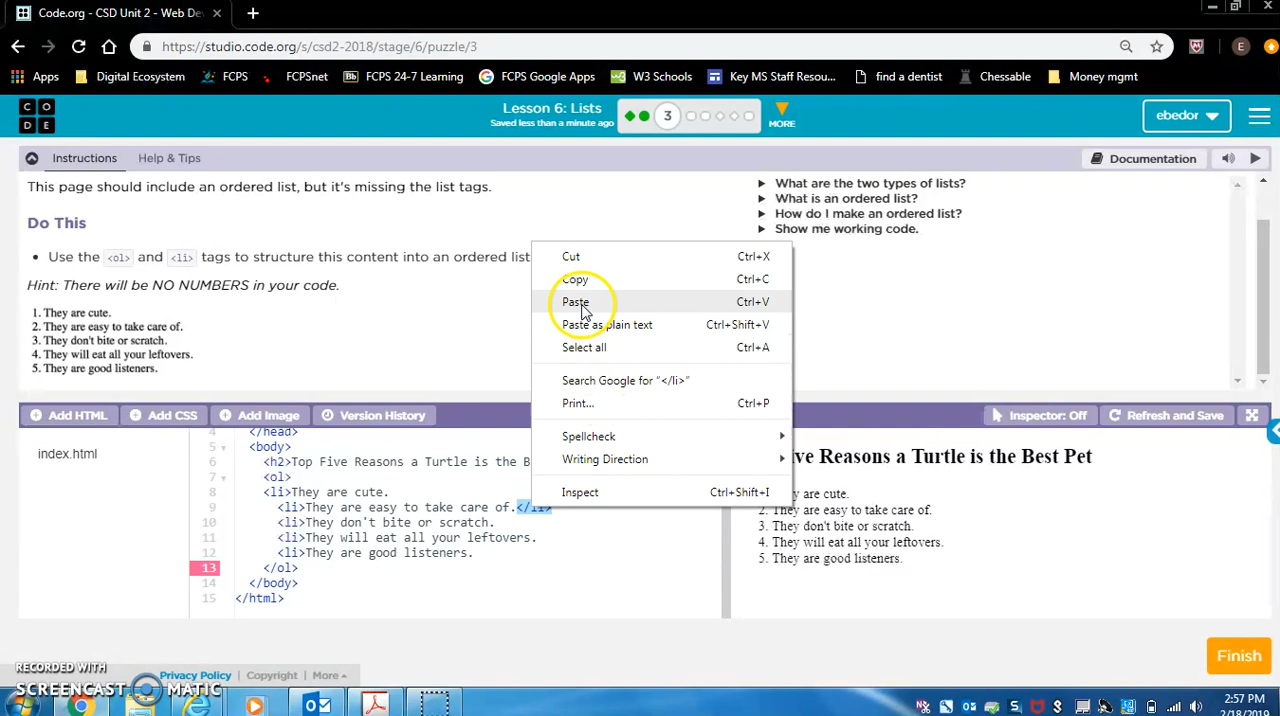 Code.org - CSD Unit 2 - Web De
https://studio.code.org/s/csd2-2018/stage/6/puzzle/3
E
Apps Digital Ecosystem FCPS FCPSnet Bb FCPS 24-7 Learning FCPS Google Apps W3 Schools Key MS Staff Resou... find a dentist Chessable Money mgmt
C O
D E
Lesson 6: Lists
Saved less than a minute ago
3
MORE
ebedor
Instructions Help & Tips Documentation
This page should include an ordered list, but it's missing the list tags.
Do This
• Use the <ol> and <li> tags to structure this content into an ordered list
Hint: There will be NO NUMBERS in your code.
1. They are cute.
2. They are easy to take care of.
3. They don't bite or scratch.
4. They will eat all your leftovers.
5. They are good listeners.
What are the two types of lists?
What is an ordered list?
How do I make an ordered list?
Show me working code.
Cut Ctrl+X
Copy Ctrl+C
Paste Ctrl+V
Paste as plain text Ctrl+Shift+V
Select all Ctrl+A
Search Google for "</li>"
Print... Ctrl+P
Spellcheck
Writing Direction
Inspect Ctrl+Shift+I
Add HTML Add CSS Add Image Version History Inspector: Off Refresh and Save
index.html
4 </head>
5 <body>
6 <h2>Top Five Reasons a Turtle is the B
7 <ol>
8 <li>They are cute.
9 <li>They are easy to take care of.</li>
10 <li>They don't bite or scratch.
11 <li>They will eat all your leftovers.
12 <li>They are good listeners.
13 </ol>
14 </body>
15 </html>
ive Reasons a Turtle is the Best Pet
y are cute.
2. They are easy to take care of.
3. They don't bite or scratch.
4. They will eat all your leftovers.
5. They are good listeners.
Finish
Privacy Policy Copyright More
RECORDED WITH
SCREENCAST MATIC
2:57 PM
2/18/2019